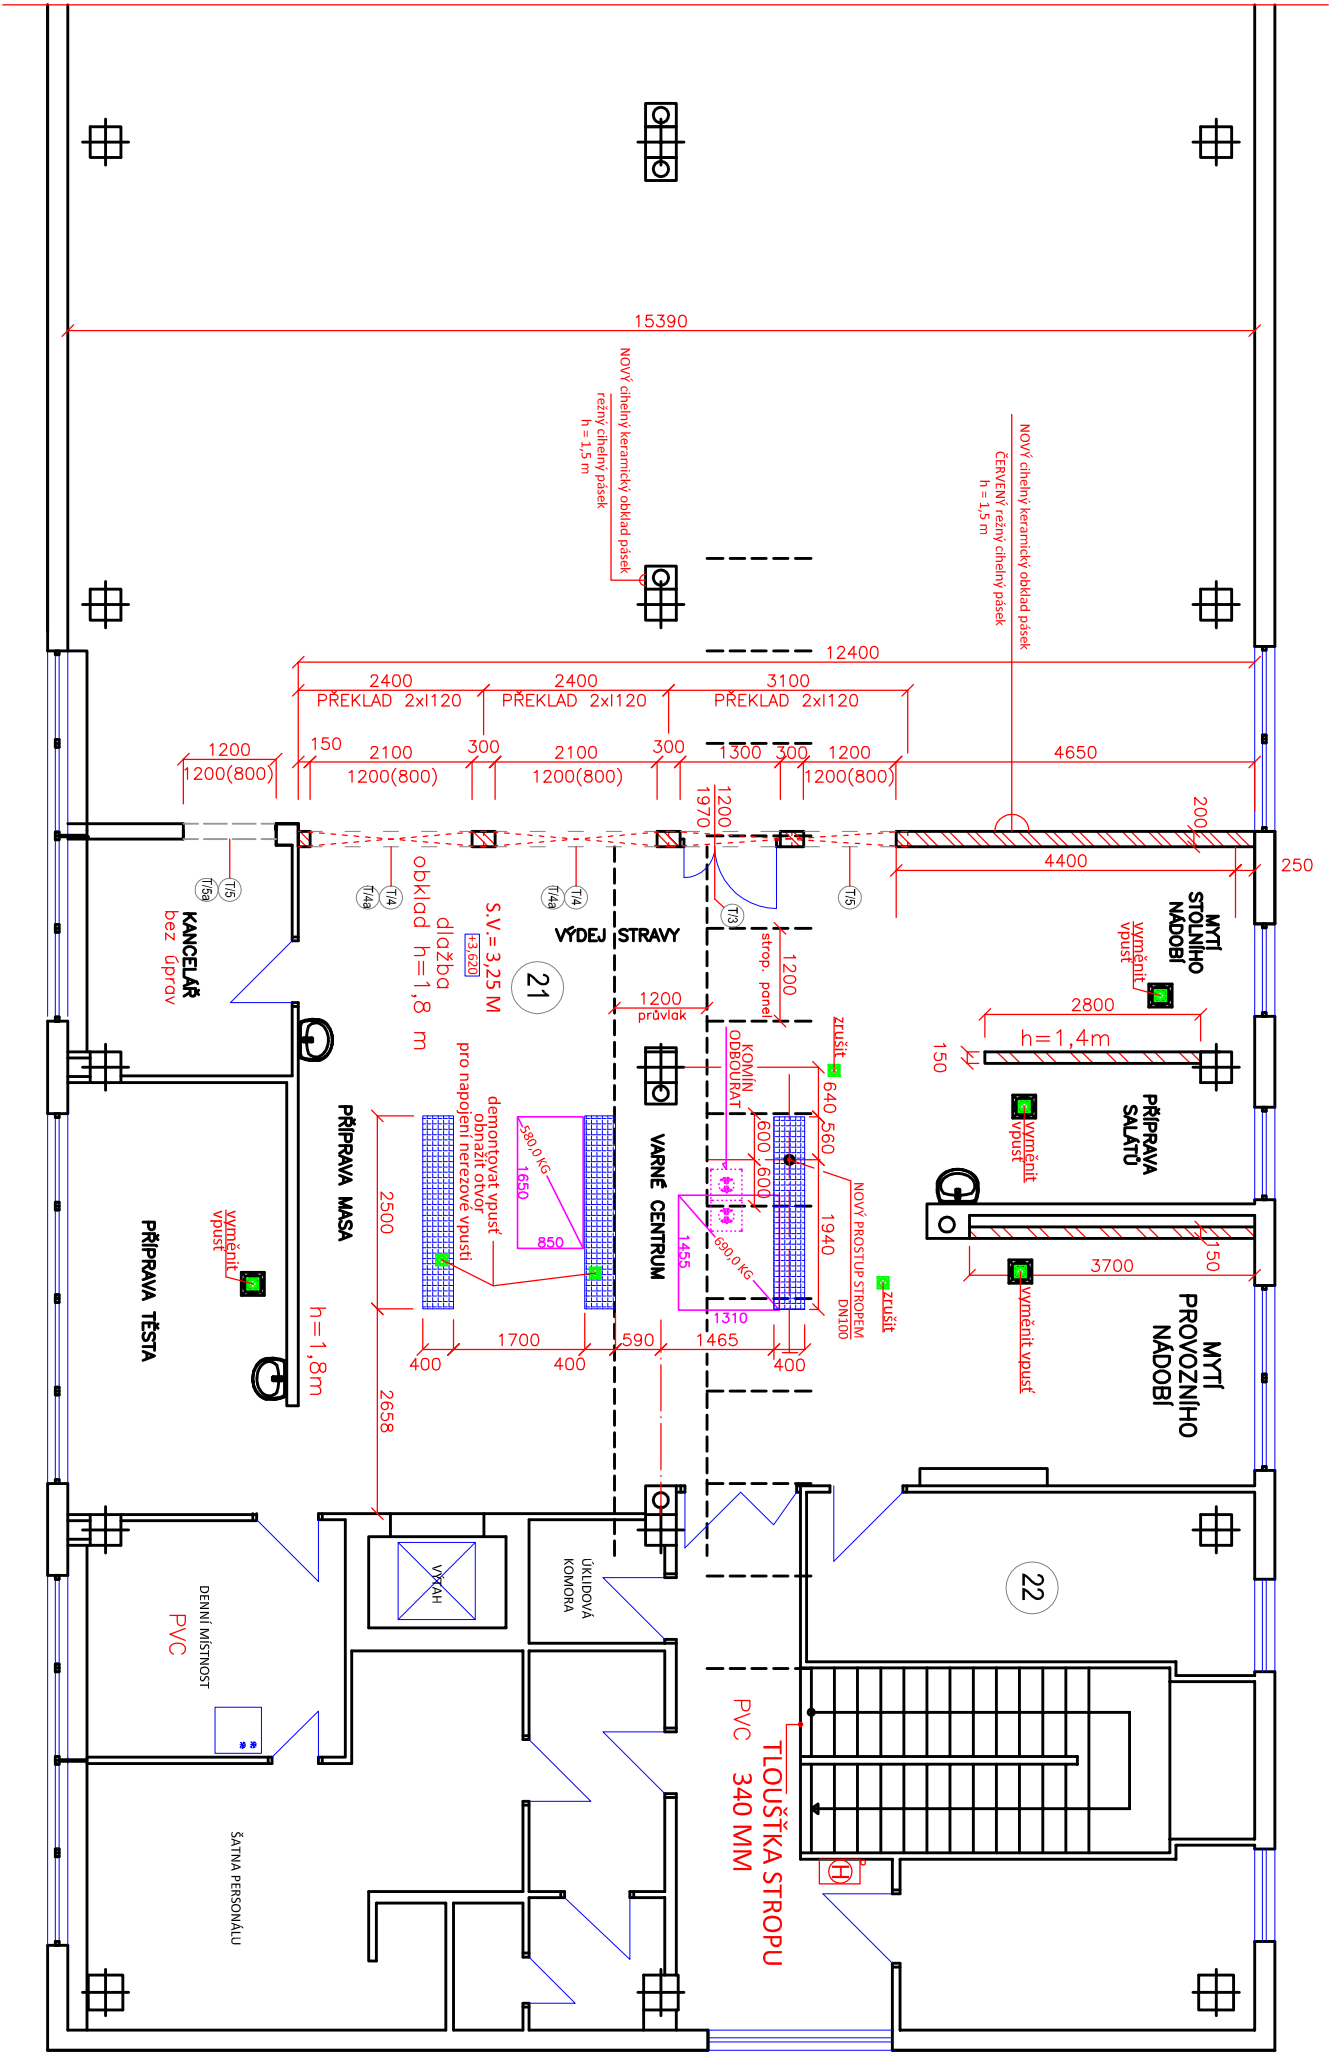 15390
NOVÝ cihelný keramický obklad pásek
režný cihelný pásek
h = 1,5 m
NOVÝ cihelný keramický obklad pásek
ČERVENÝ režný cihelný pásek
h = 1,5 m
12400
2400
2400
3100
PŘEKLAD 2xI120
PŘEKLAD 2xI120
PŘEKLAD 2xI120
1200
150
2100
300
2100
300
1300
300
1200
4650
1200(800)
1200(800)
1200(800)
1200(800)
1200
1970
200
4400
250
T/5
T/5a
T/4
T/4a
T/4
T/4a
T/3
T/5
KANCELÁŘ
bez úprav
obklad h=1,8 m
dlažba
+3,620
S.V.= 3,25 M
VÝDEJ STRAVY
21
1200
průvlak
1200
strop. panel
MYTÍ
STOLNÍHO
NÁDOBÍ
vyměnit
vpusť
2800
h=1,4m
150
zrušit
KOMÍN
ODBOURAT
640
560
600
600
1940
PŘÍPRAVA
SALÁTŮ
vyměnit
vpusť
PŘÍPRAVA MASA
2500
pro napojení nerezové vpusti
obnažit otvor
demontovat vpusť
580,0 KG
1650
850
VARNÉ CENTRUM
690,0 KG
1455
1310
NOVÝ PROSTUP STROPEM
DN100
zrušit
150
3700
vyměnit vpusť
MYTÍ
PROVOZNÍHO
NÁDOBÍ
PŘÍPRAVA TĚSTA
vyměnit
vpusť
h=1,8m
400
1700
400
590
1465
400
2658
22
DENNÍ MÍSTNOST
PVC
VÝTAH
ÚKLIDOVÁ
KOMORA
PVC
TLOUŠŤKA STROPU
340 MM
H
ŠATNA PERSONÁLU